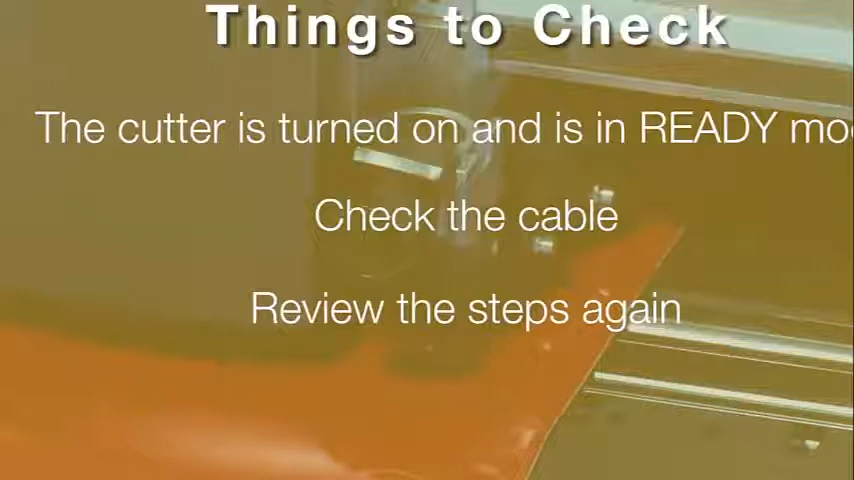 Things to Check
The cutter is turned on and is in READY
Check the cable
Review the steps again